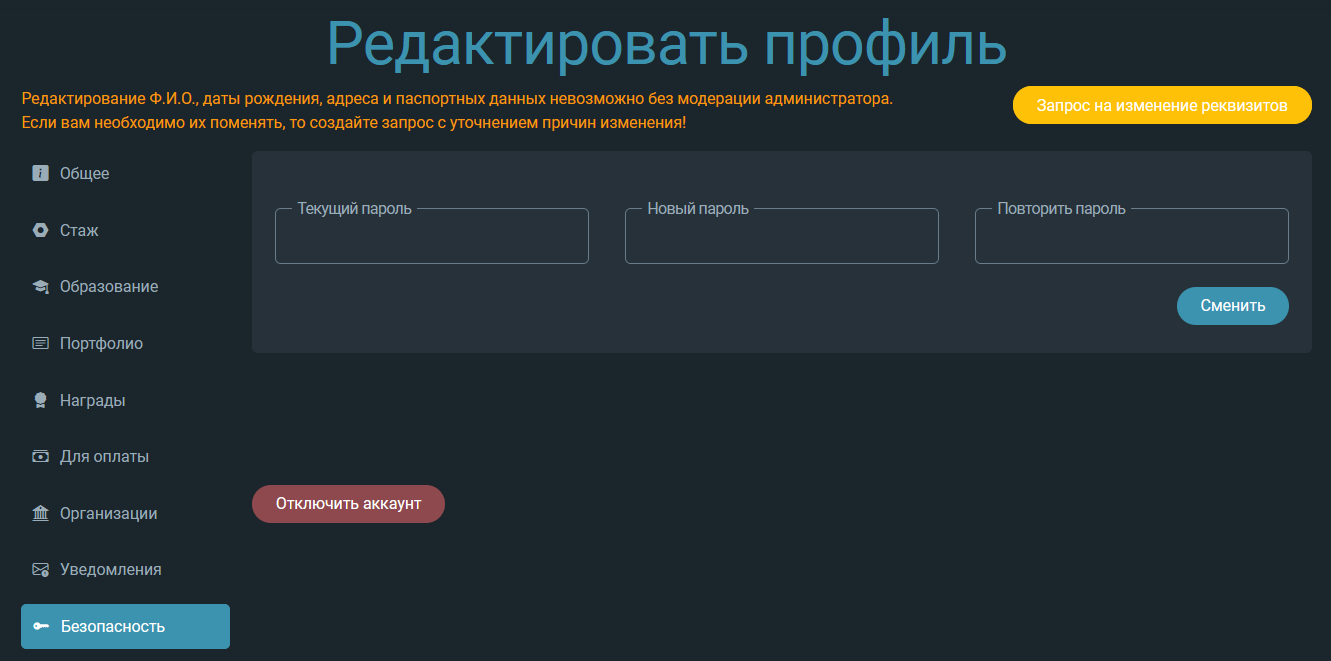 Редактировать профиль
Редактирование Ф.И.О., даты рождения, адреса и паспортных данных невозможно без модерации администратора.
Если вам необходимо их поменять, то создайте запрос с уточнением причин изменения!
Запрос на изменение реквизитов
Общее
Стаж
Образование
Портфолио
Награды
Для оплаты
Организации
Уведомления
Безопасность
Текущий пароль
Новый пароль
Повторить пароль
Сменить
Отключить аккаунт